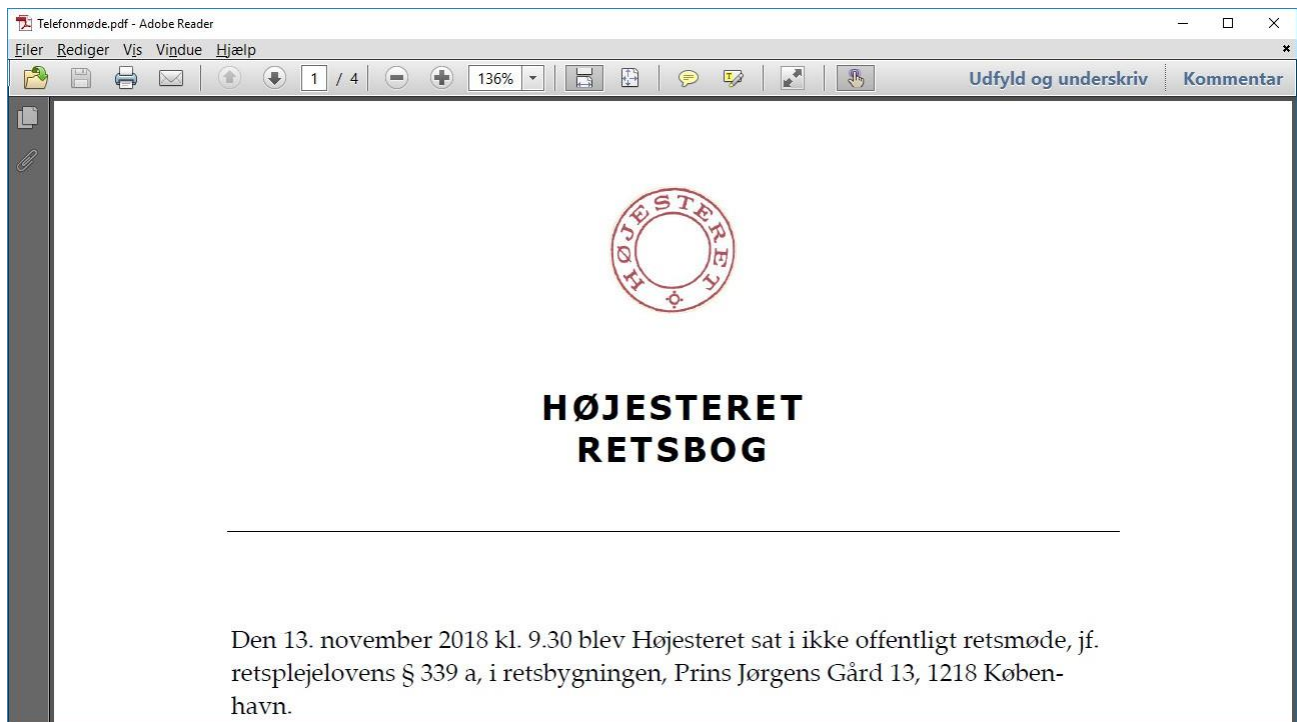 Telefonmøde.pdf - Adobe Reader
Filer Rediger Vis Vindue Hjælp
1 / 4 136% Udfyld og underskriv Kommentar
HØJESTERET
HØJESTERET
RETSBOG
Den 13. november 2018 kl. 9.30 blev Højesteret sat i ikke offentligt retsmøde, jf.
retsplejelovens § 339 a, i retsbygningen, Prins Jørgens Gård 13, 1218 Køben-
havn.